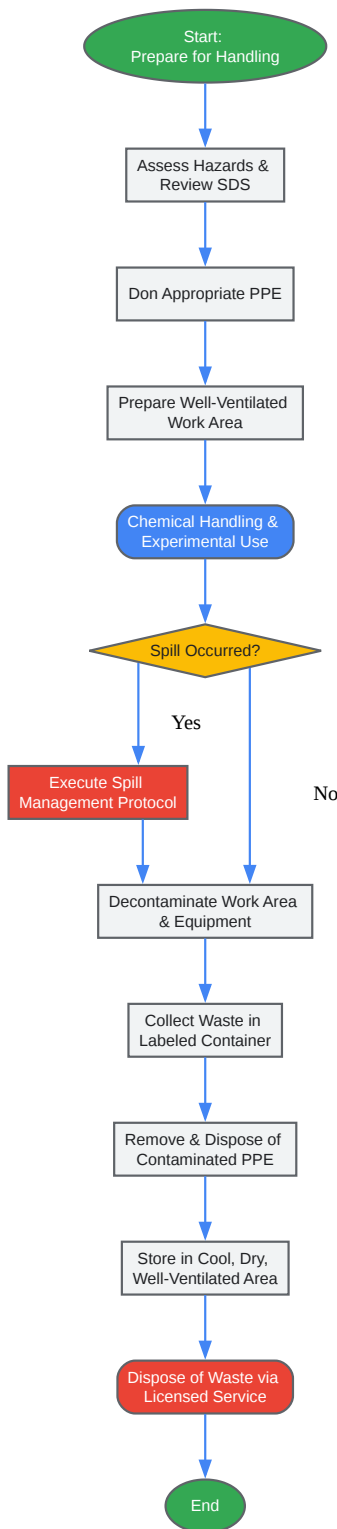 Start:
Prepare for Handling
Assess Hazards &
Review SDS
Don Appropriate PPE
Prepare Well-Ventilated
Work Area
Chemical Handling &
Experimental Use
Spill Occurred?
Yes
Execute Spill
Management Protocol
No
Decontaminate Work Area
& Equipment
Collect Waste in
Labeled Container
Remove & Dispose of
Contaminated PPE
Store in Cool, Dry,
Well-Ventilated Area
Dispose of Waste via
Licensed Service
End